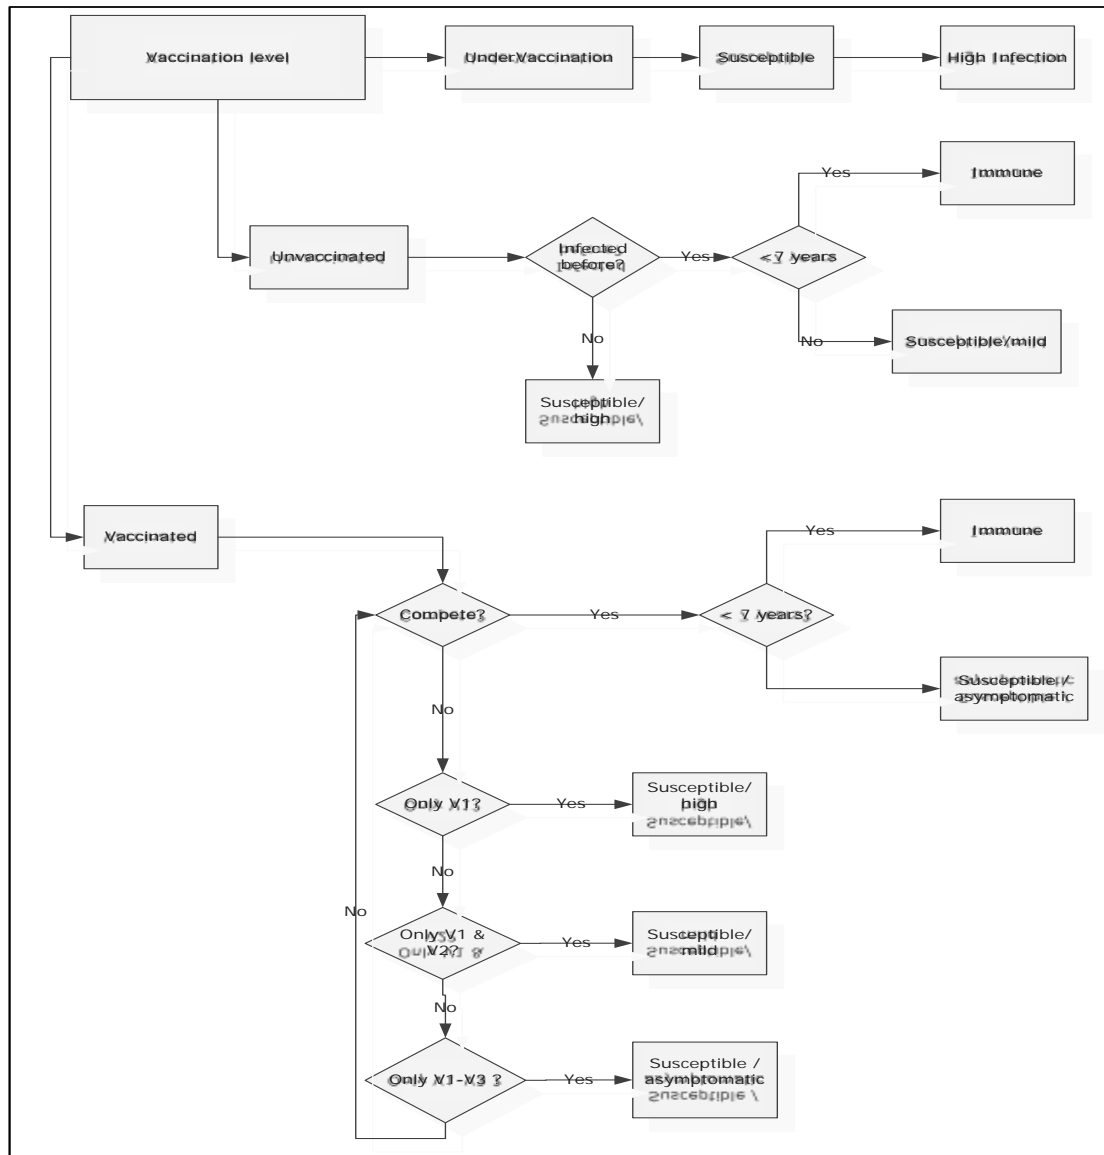 Vaccination level
Under Vaccination
Susceptible
High Infection
Immune
Yes
Unvaccinated
Infected
before?
Yes
< 7 years
No
No
Susceptible/mild
Susceptible/
high
Vaccinated
Yes
Immune
Compete?
Yes
< 7 years?
Susceptible /
asymptomatic
No
Only V1?
Yes
Susceptible/
high
No
No
Only V1 &
V2?
Yes
Susceptible/
mild
No
Only V1-V3 ?
Yes
Susceptible /
asymptomatic